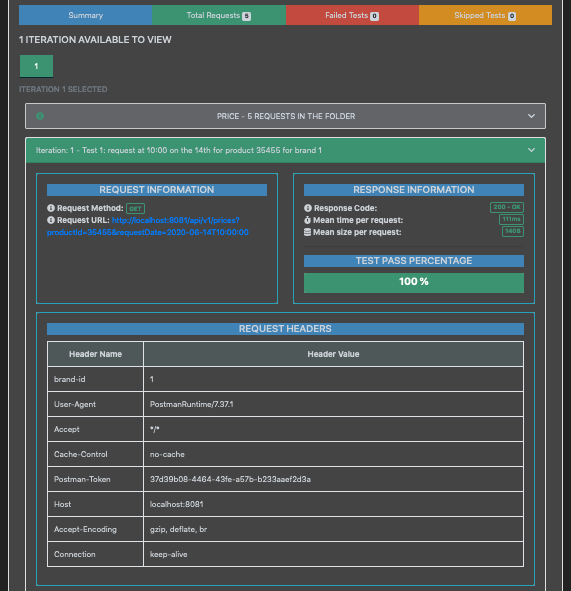 Summary
Total Requests 5
Failed Tests 0
Skipped Tests 0
1 ITERATION AVAILABLE TO VIEW
1
ITERATION 1 SELECTED
PRICE - 5 REQUESTS IN THE FOLDER
Iteration: 1 - Test 1: request at 10:00 on the 14th for product 35455 for brand 1
REQUEST INFORMATION
Request Method: GET
Request URL: http://localhost:8081/api/v1/prices?
productId=35455&requestDate=2020-06-14T10:00:00
RESPONSE INFORMATION
Response Code: 200 - OK
Mean time per request: 111ms
Mean size per request: 140B
TEST PASS PERCENTAGE
100 %
REQUEST HEADERS
Header Name Header Value
brand-id 1
User-Agent PostmanRuntime/7.37.1
Accept */*
Cache-Control no-cache
Postman-Token 37d39b08-4464-43fe-a57b-b233aaef2d3a
Host localhost:8081
Accept-Encoding gzip, deflate, br
Connection keep-alive